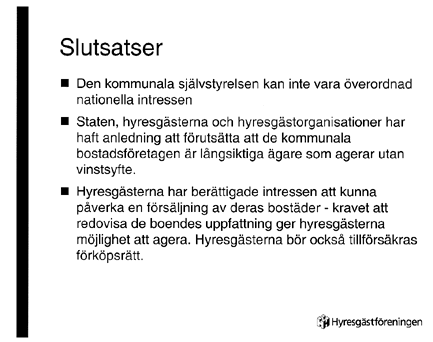 Slutsatser
■ Den kommunala självstyrelsen kan inte vara överordnad
nationella intressen
■ Staten, hyresgästerna och hyresgästorganisationer har
haft anledning att förutsätta att de kommunala
bostadsföretagen är långsiktiga ägare som agerar utan
vinstsyfte.
■ Hyresgästerna har berättigade intressen att kunna
påverka en försäljning av deras bostäder - kravet att
redovisa de boendes uppfattning ger hyresgästerna
möjlighet att agera. Hyresgästerna bör också tillförsäkras
förköpsrätt.
Hyresgästföreningen